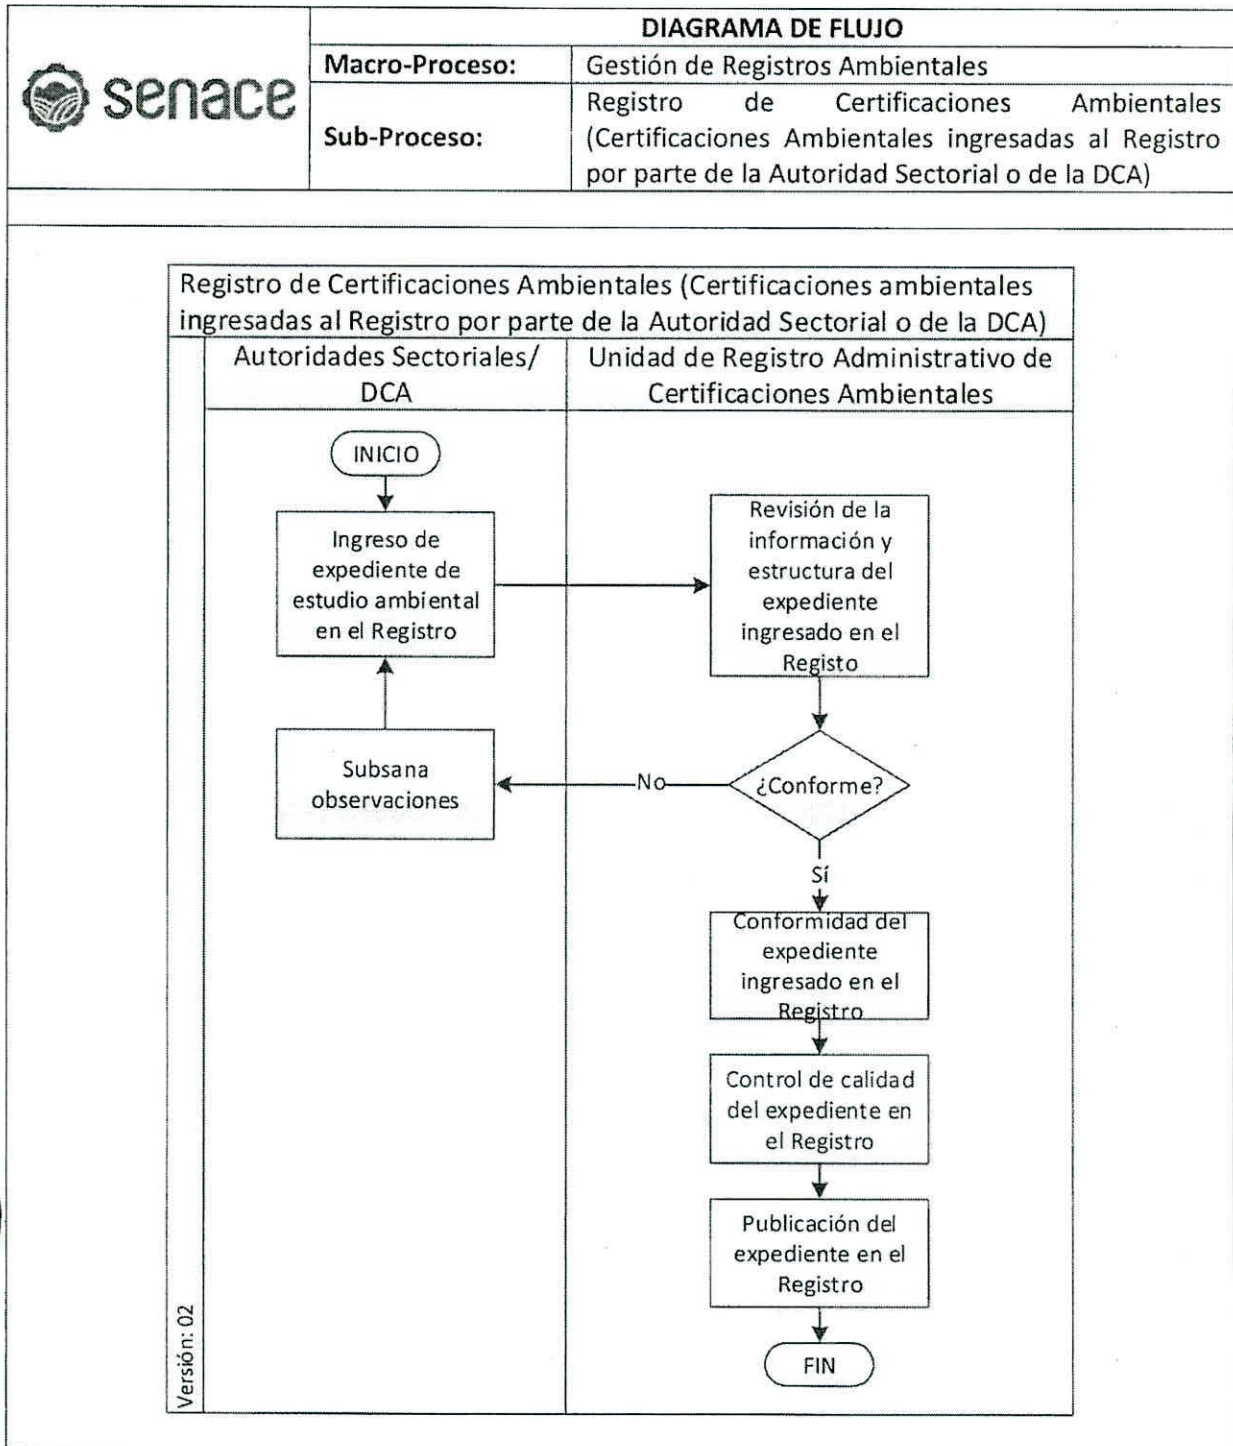 senace
DIAGRAMA DE FLUJO
Macro-Proceso:
Gestión de Registros Ambientales
Sub-Proceso:
Registro de Certificaciones Ambientales
(Certificaciones Ambientales ingresadas al Registro
por parte de la Autoridad Sectorial o de la DCA)
Registro de Certificaciones Ambientales (Certificaciones ambientales
ingresadas al Registro por parte de la Autoridad Sectorial o de la DCA)
Autoridades Sectoriales/
DCA
Unidad de Registro Administrativo de
Certificaciones Ambientales
INICIO
Ingreso de
expediente de
estudio ambiental
en el Registro
Revisión de la
información y
estructura del
expediente
ingresado en el
Registo
¿Conforme?
No
Subsana
observaciones
Sí
Conformidad del
expediente
ingresado en el
Registro
Control de calidad
del expediente en
el Registro
Publicación del
expediente en el
Registro
FIN
Versión: 02